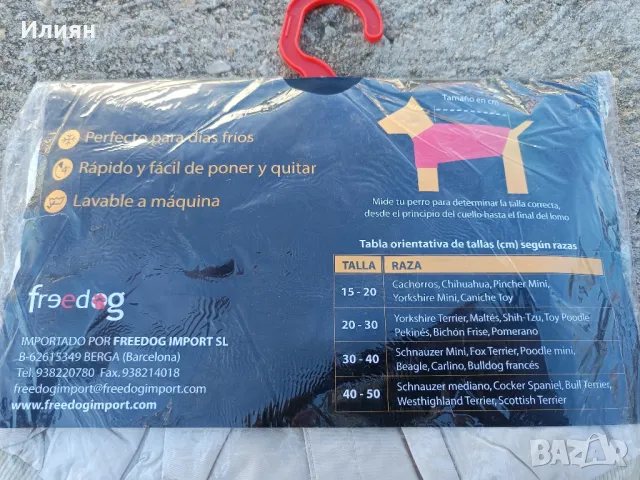 Илиян
Tamaño en cm
Perfecto para días fríos
Rápido y fácil de poner y quitar
Lavable a máquina
Mide tu perro para determinar la talla correcta,
desde el principio del cuello hasta el final del lomo
Tabla orientativa de tallas (cm) según razas
TALLA RAZA
15 - 20 Cachorros, Chihuahua, Pincher Mini,
Yorkshire Mini, Caniche Toy
20 - 30 Yorkshire Terrier, Maltés, Shih-Tzu, Toy Poodle
Pekinés, Bichón Frise, Pomerano
30 - 40 Schnauzer Mini, Fox Terrier, Poodle mini,
Beagle, Carlino, Bulldog francés
40 - 50 Schnauzer mediano, Cocker Spaniel, Bull Terrier,
Westhighland Terrier, Scottish Terrier
freedog
IMPORTADO POR FREEDOG IMPORT SL
B-62615349 BERGA (Barcelona)
Tel. 938220780 Fax. 938214018
freedogimport@freedogimport.com
www.freedogimport.com
BAZAR.bg